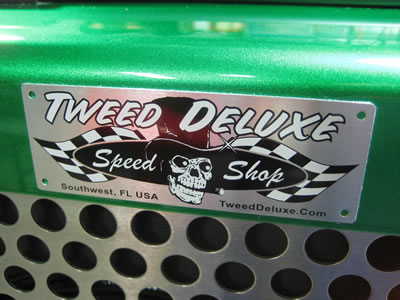 Tweed Deluxe
Speed Shop
Southwest, FL USA
TweedDeluxe.Com